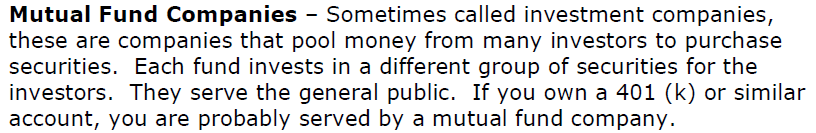 Mutual Fund Companies – Sometimes called investment companies,
these are companies that pool money from many investors to purchase
securities.  Each fund invests in a different group of securities for the
investors.  They serve the general public.  If you own a 401 (k) or similar
account, you are probably served by a mutual fund company.